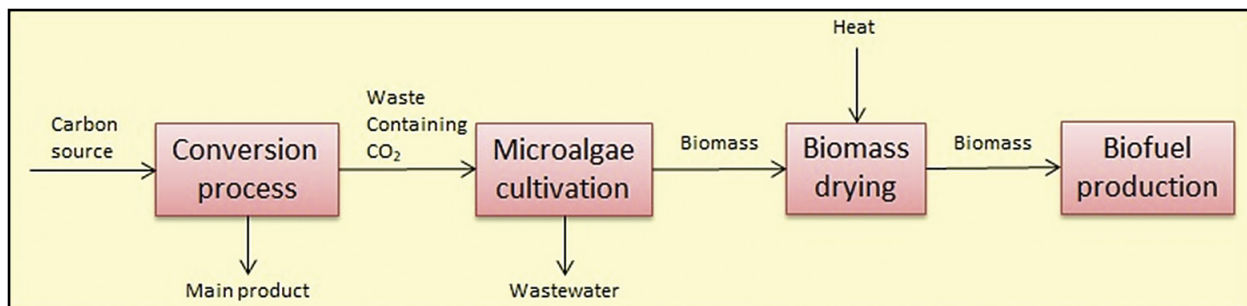 Heat
Carbon
source
Conversion
process
Waste
Containing
CO₂
Microalgae
cultivation
Biomass
Biomass
drying
Biomass
Biofuel
production
Main product
Wastewater